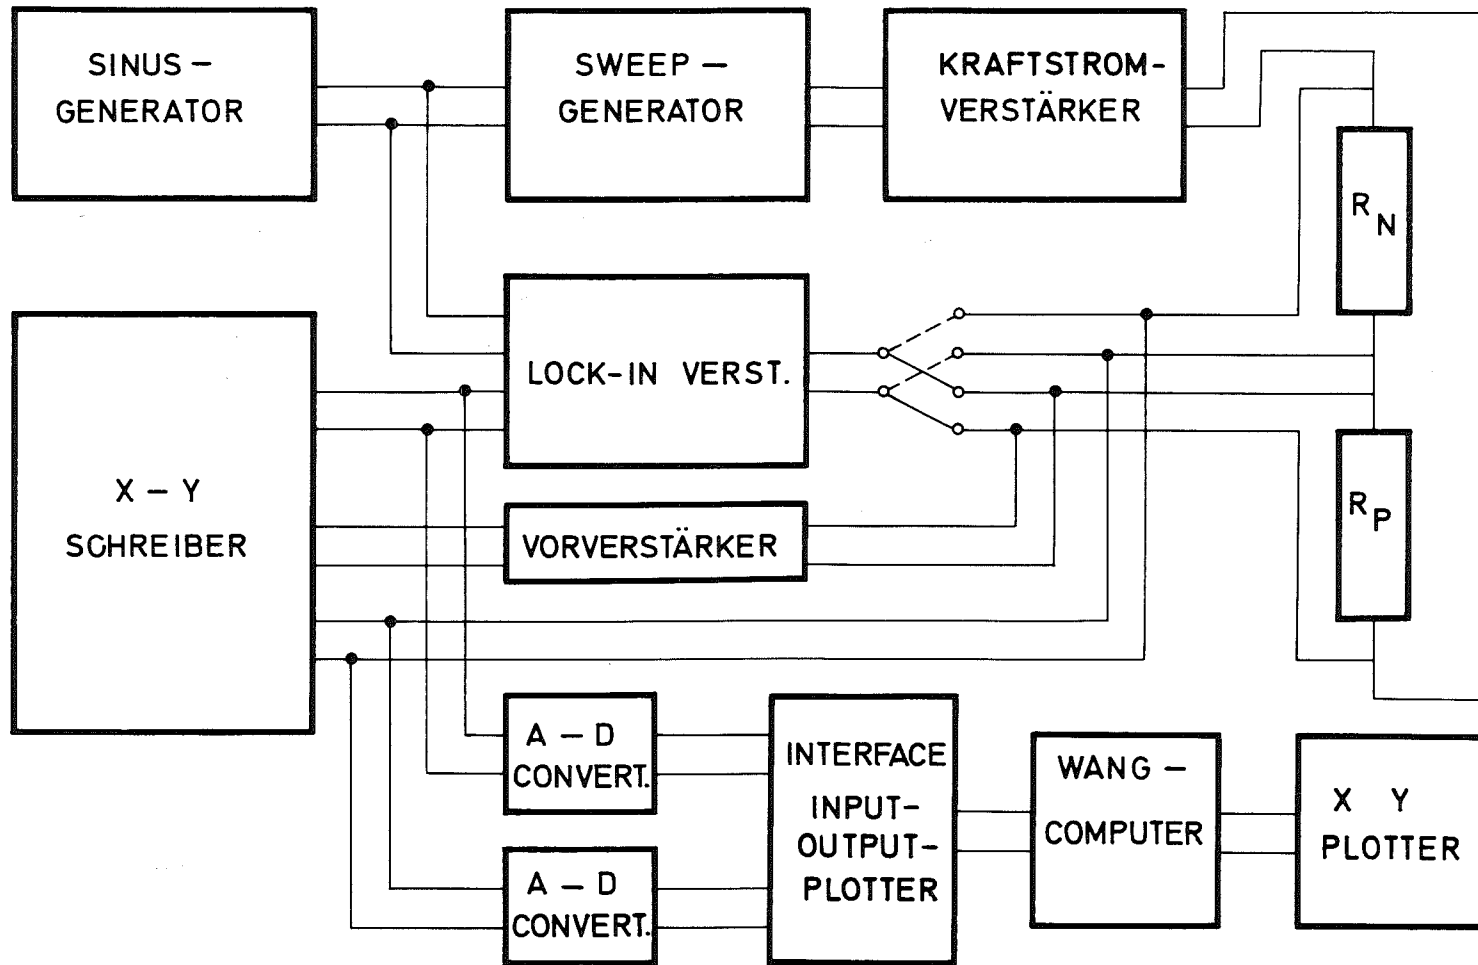 SINUS –
GENERATOR
SWEEP –
GENERATOR
KRAFTSTROM-
VERSTÄRKER
R N
LOCK-IN VERST.
X – Y
SCHREIBER
R P
VORVERSTÄRKER
A – D
CONVERT.
INTERFACE
INPUT-
OUTPUT-
PLOTTER
WANG –
COMPUTER
X Y
PLOTTER
A – D
CONVERT.